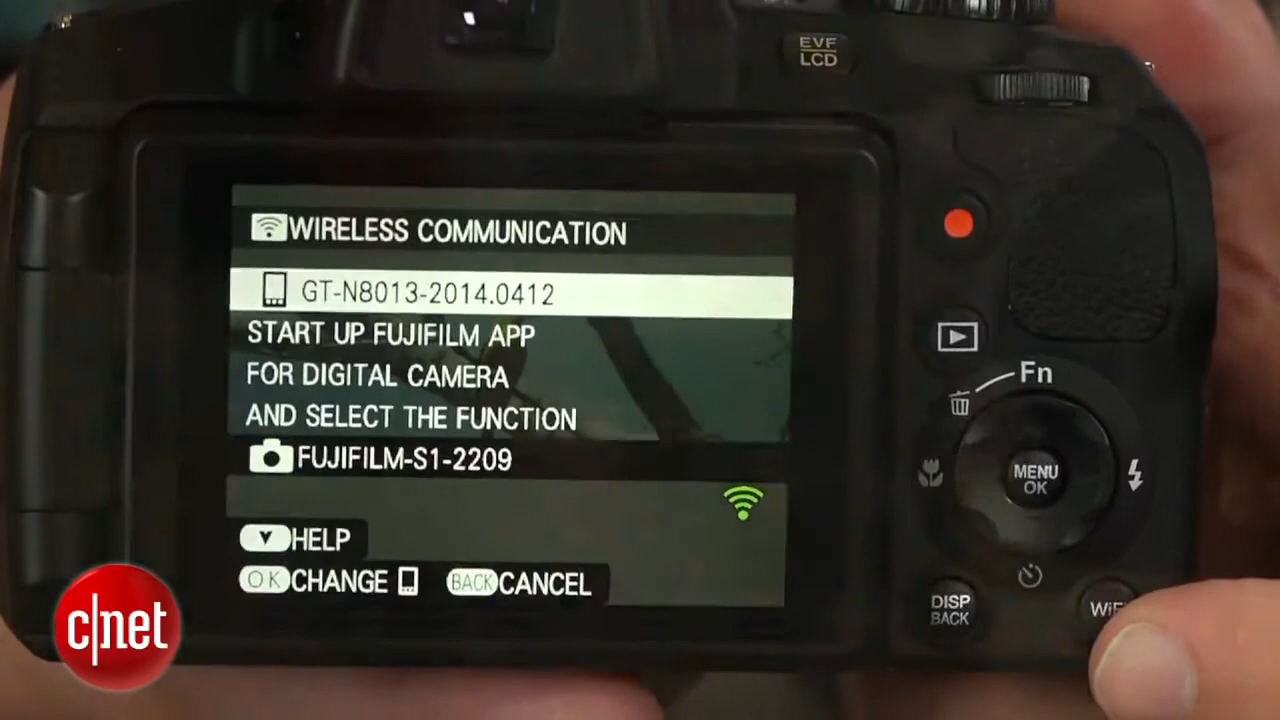 EVF
LCD
WIRELESS COMMUNICATION
GT-N8013-2014.0412
START UP FUJIFILM APP
FOR DIGITAL CAMERA
AND SELECT THE FUNCTION
FUJIFILM-S1-2209
HELP
OK CHANGE
BACK CANCEL
Fn
MENU
OK
DISP
BACK
c|net